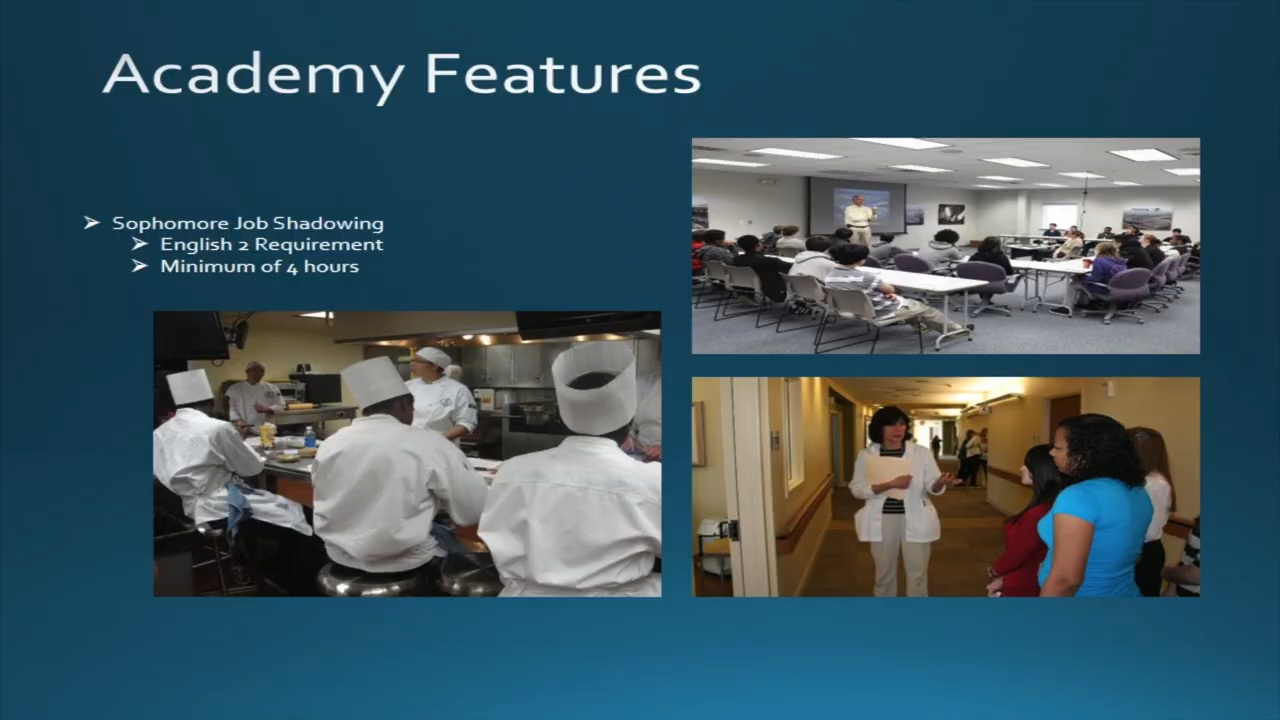 Academy Features
Sophomore Job Shadowing
English 2 Requirement
Minimum of 4 hours